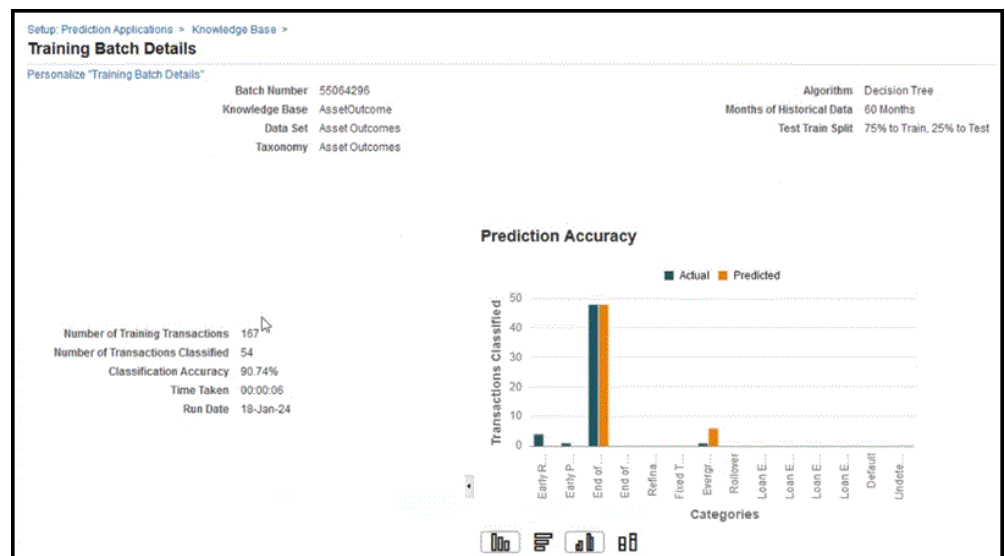 Setup: Prediction Applications > Knowledge Base >
Training Batch Details
Personalize "Training Batch Details"
Batch Number 55064296
Knowledge Base AssetOutcome
Data Set Asset Outcomes
Taxonomy Asset Outcomes
Algorithm Decision Tree
Months of Historical Data 60 Months
Test Train Split 75% to Train, 25% to Test
Number of Training Transactions 167
Number of Transactions Classified 54
Classification Accuracy 90.74%
Time Taken 00:00:06
Run Date 18-Jan-24
Prediction Accuracy
Actual Predicted
Transactions Classified
50
40
30
20
10
0
Early R...
Early P...
End of ...
End of ...
Refina...
Fixed T...
Evergr...
Rollover
Loan E...
Loan E...
Loan E...
Loan E...
Default
Undete...
Categories